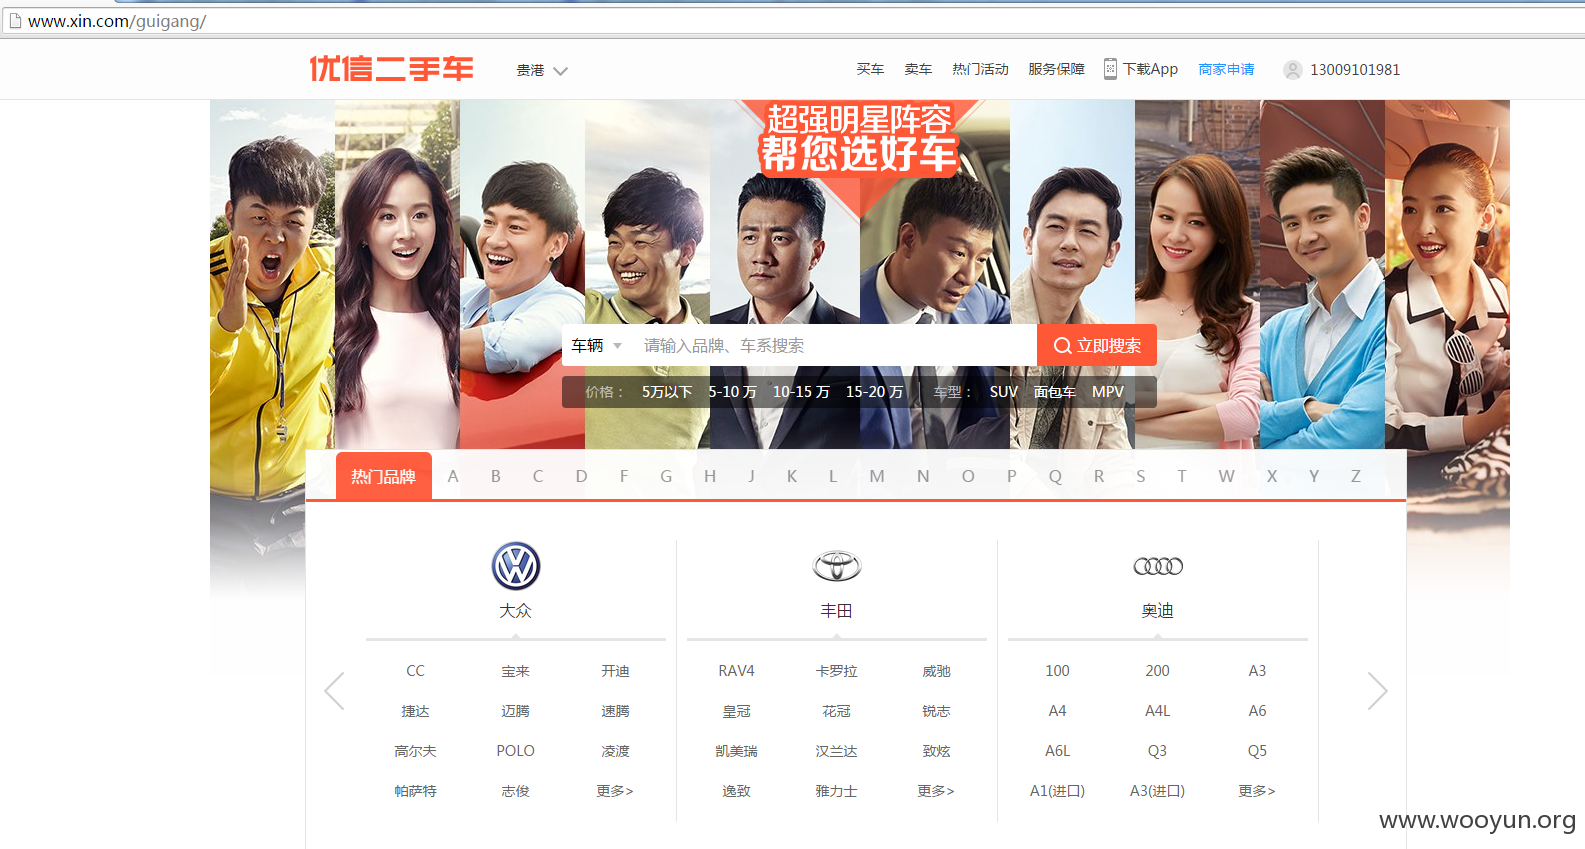 www.xin.com/guigang/
优信二手车 贵港 买车 卖车 热门活动 服务保障 下载App 商家申请 13009101981
超强明星阵容
帮您选好车
车辆 请输入品牌、车系搜索 立即搜索
价格： 5万以下 5-10 万 10-15 万 15-20 万 车型： SUV 面包车 MPV
热门品牌 A B C D F G H J K L M N O P Q R S T W X Y Z
大众 丰田 奥迪
CC 宝来 开迪 RAV4 卡罗拉 威驰 100 200 A3
捷达 迈腾 速腾 皇冠 花冠 锐志 A4 A4L A6
高尔夫 POLO 凌渡 凯美瑞 汉兰达 致炫 A6L Q3 Q5
帕萨特 志俊 更多> 逸致 雅力士 更多> A1(进口) A3(进口) 更多>
www.wooyun.org